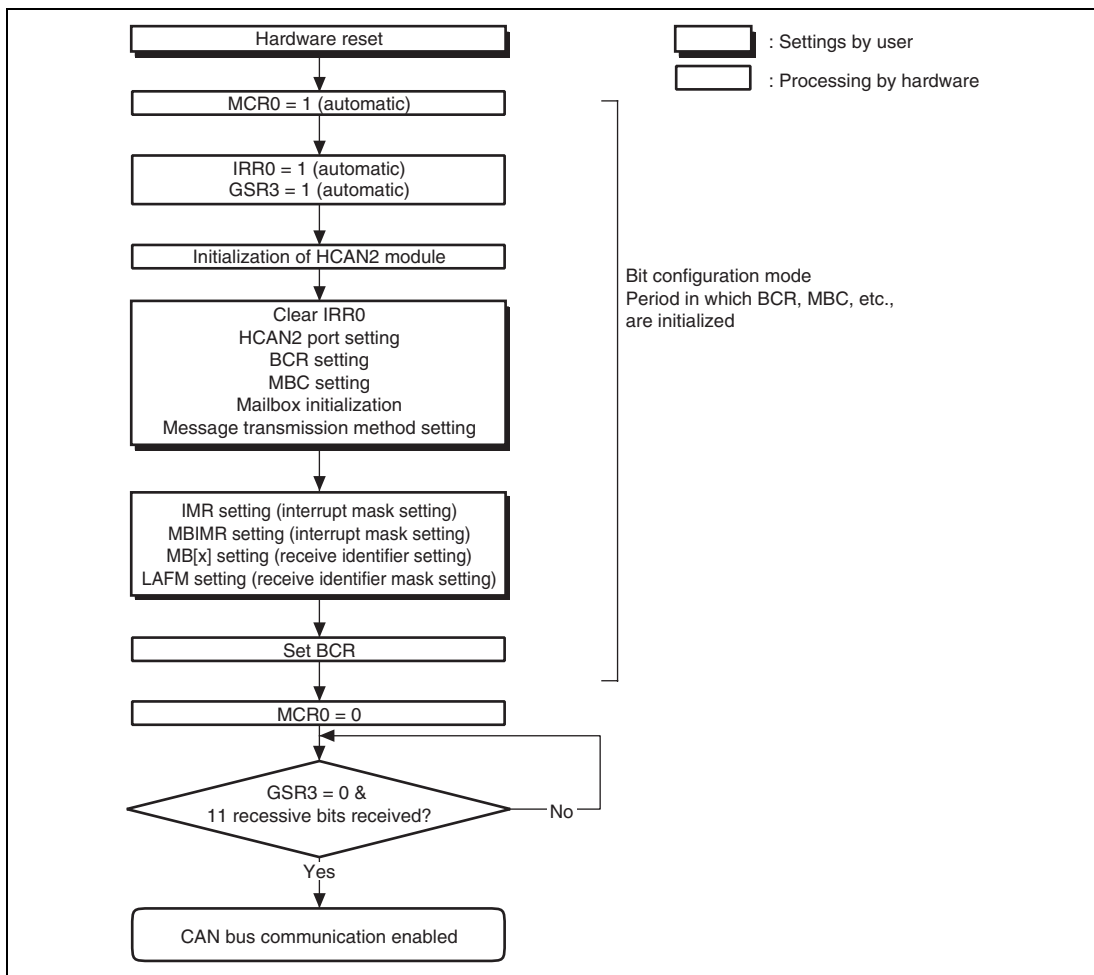 Hardware reset
: Settings by user
: Processing by hardware
MCR0 = 1 (automatic)
IRR0 = 1 (automatic)
GSR3 = 1 (automatic)
Initialization of HCAN2 module
Bit configuration mode
Period in which BCR, MBC, etc.,
are initialized
Clear IRR0
HCAN2 port setting
BCR setting
MBC setting
Mailbox initialization
Message transmission method setting
IMR setting (interrupt mask setting)
MBIMR setting (interrupt mask setting)
MB[x] setting (receive identifier setting)
LAFM setting (receive identifier mask setting)
Set BCR
MCR0 = 0
GSR3 = 0 &
11 recessive bits received?
No
Yes
CAN bus communication enabled